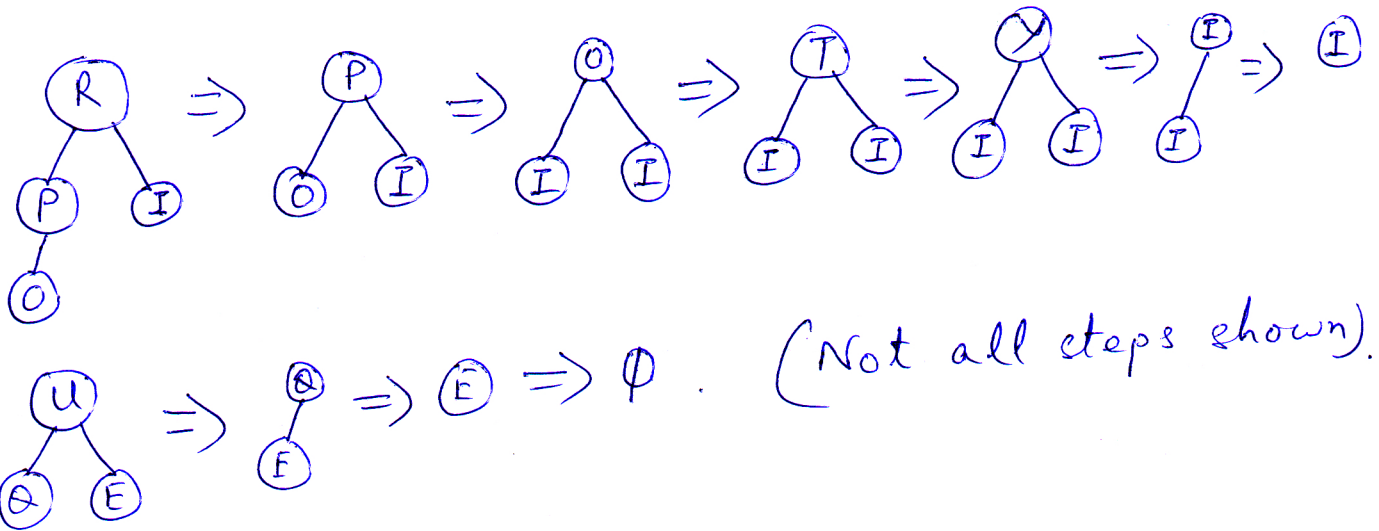 R ⇒ P ⇒ O ⇒ T ⇒ Y ⇒ I ⇒ I
P I O I I I I I I I I
O
U ⇒ Q ⇒ E ⇒ φ . (Not all steps shown).
Q E E